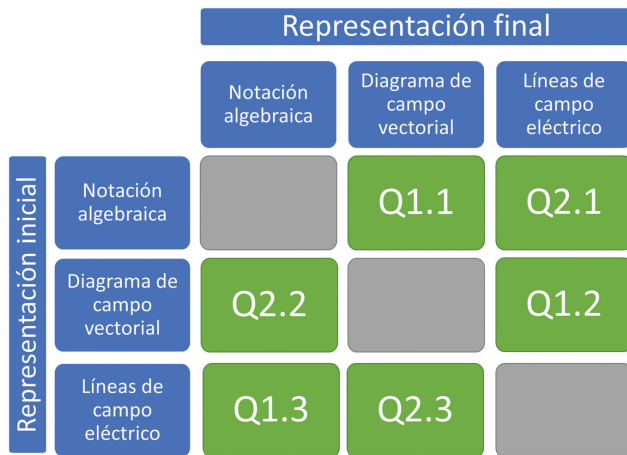 Representación final
Notación
algebraica
Diagrama de
campo
vectorial
Líneas de
campo
eléctrico
Representación inicial
Notación
algebraica
Q1.1
Q2.1
Diagrama de
campo
vectorial
Q2.2
Q1.2
Líneas de
campo
eléctrico
Q1.3
Q2.3